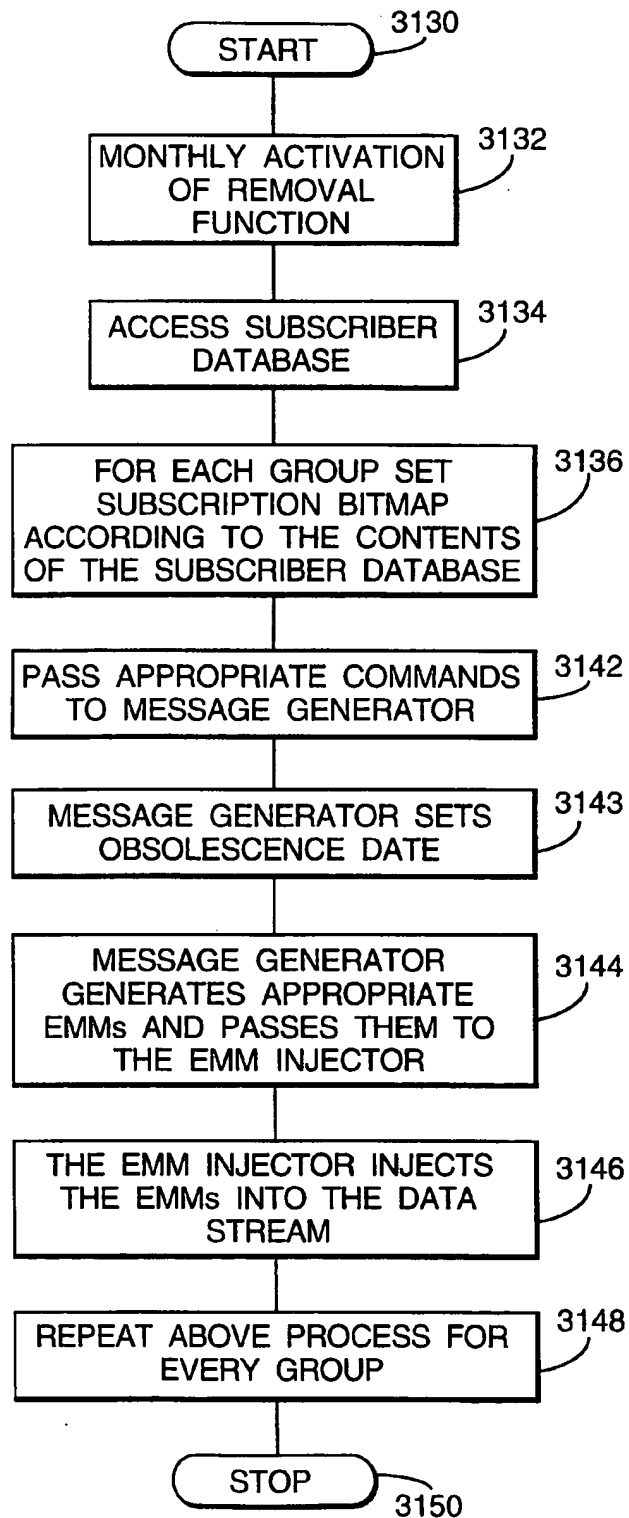 START
3130
MONTHLY ACTIVATION
OF REMOVAL
FUNCTION
3132
ACCESS SUBSCRIBER
DATABASE
3134
FOR EACH GROUP SET
SUBSCRIPTION BITMAP
ACCORDING TO THE CONTENTS
OF THE SUBSCRIBER DATABASE
3136
PASS APPROPRIATE COMMANDS
TO MESSAGE GENERATOR
3142
MESSAGE GENERATOR SETS
OBSOLESCENCE DATE
3143
MESSAGE GENERATOR
GENERATES APPROPRIATE
EMMs AND PASSES THEM TO
THE EMM INJECTOR
3144
THE EMM INJECTOR INJECTS
THE EMMs INTO THE DATA
STREAM
3146
REPEAT ABOVE PROCESS FOR
EVERY GROUP
3148
STOP
3150